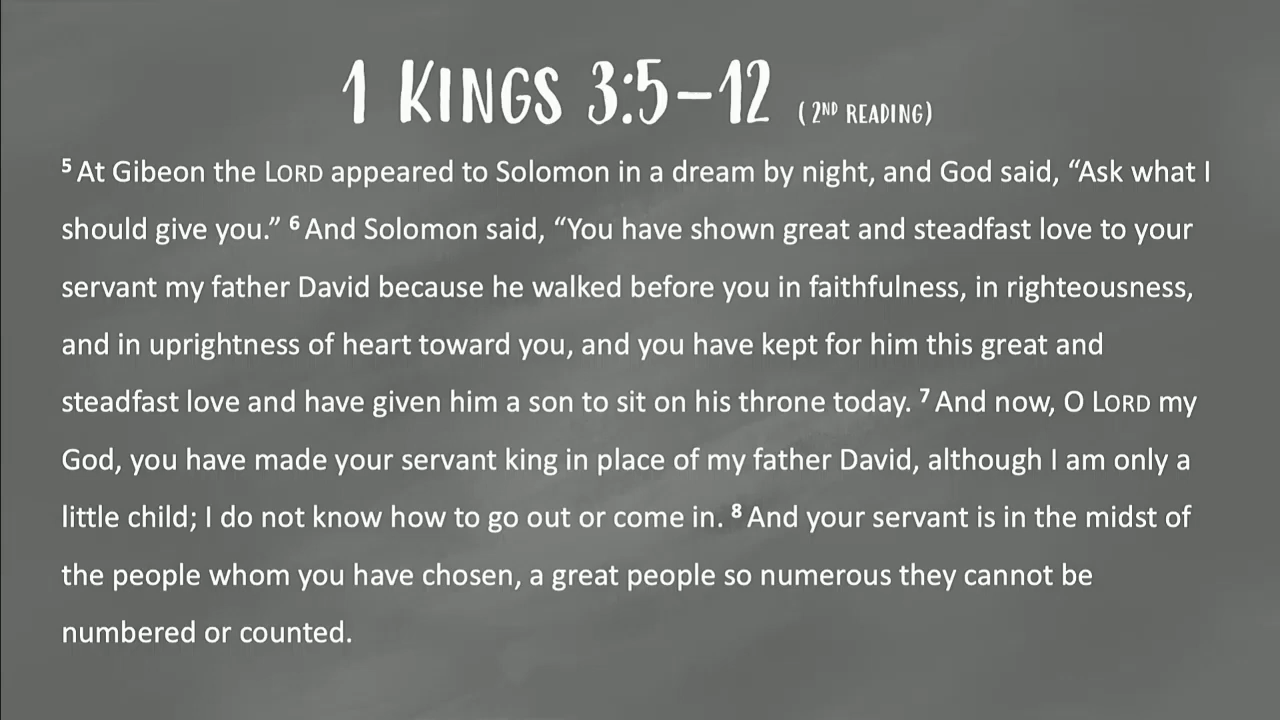 1 KINGS 3:5–12 (2ND READING)
5 At Gibeon the LORD appeared to Solomon in a dream by night, and God said, “Ask what I
should give you.” 6 And Solomon said, “You have shown great and steadfast love to your
servant my father David because he walked before you in faithfulness, in righteousness,
and in uprightness of heart toward you, and you have kept for him this great and
steadfast love and have given him a son to sit on his throne today. 7 And now, O LORD my
God, you have made your servant king in place of my father David, although I am only a
little child; I do not know how to go out or come in. 8 And your servant is in the midst of
the people whom you have chosen, a great people so numerous they cannot be
numbered or counted.